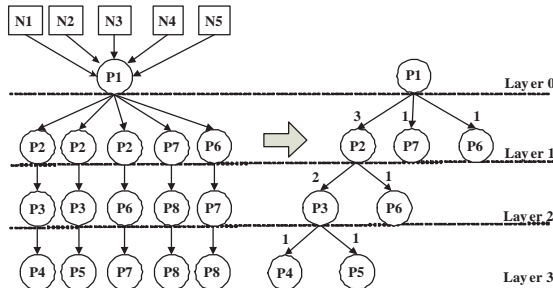 N1 N2 N3 N4 N5
P1 P1
Layer 0
3 1 1
P2 P2 P2 P7 P6 P2 P7 P6
Layer 1
2 1
P3 P3 P6 P8 P7 P3 P6
Layer 2
1 1
P4 P5 P7 P8 P8 P4 P5
Layer 3